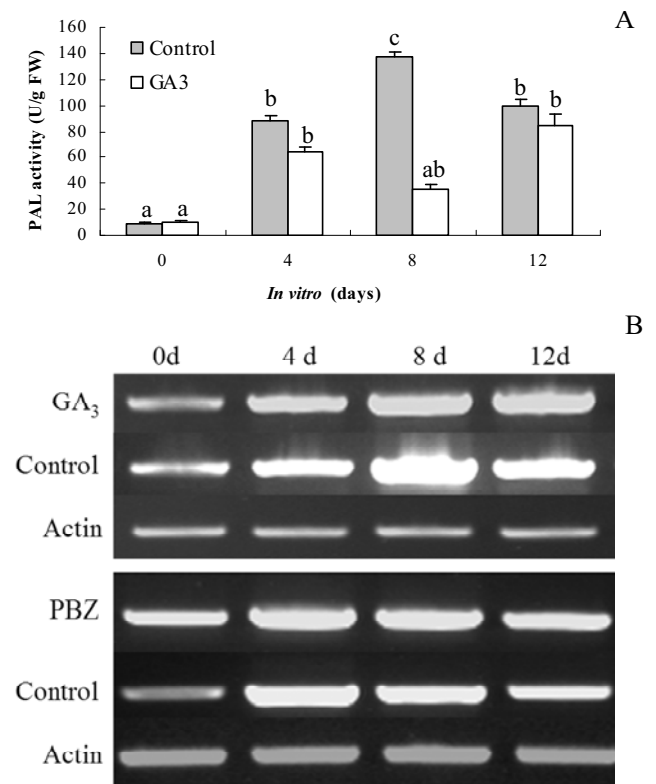 A
PAL activity (U/g FW)
160
140
120
100
80
60
40
20
0
Control
GA3
a a
b b
c ab
b b
0 4 8 12
In vitro (days)
B
0d 4 d 8 d 12d
GA3
Control
Actin
PBZ
Control
Actin